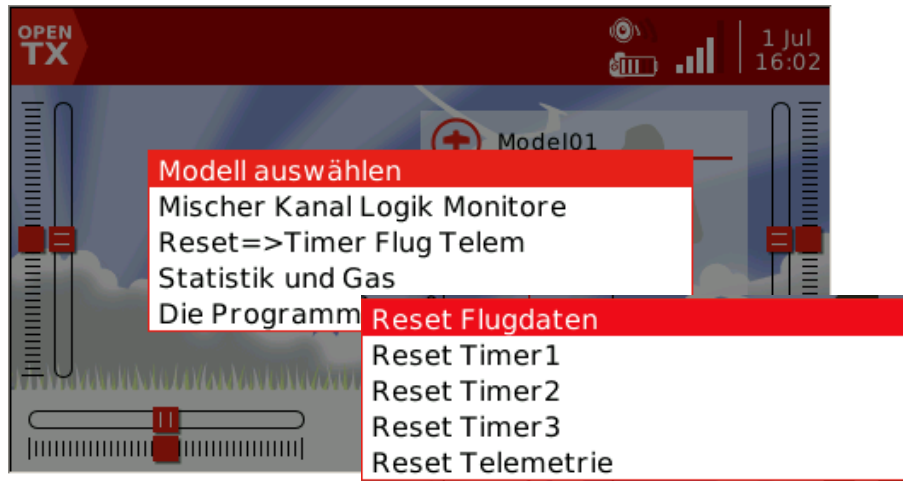 OPEN
TX
1 Jul
16:02
Model01
Modell auswählen
Mischer Kanal Logik Monitore
Reset=>Timer Flug Telem
Statistik und Gas
Die Programm
Reset Flugdaten
Reset Timer1
Reset Timer2
Reset Timer3
Reset Telemetrie